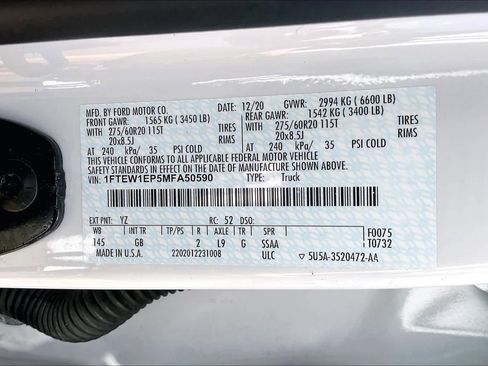 MFD. BY FORD MOTOR CO. 12/20 GVWR: 2994 KG ( 6600 LB)
FRONT GAWR: 1565 KG ( 3450 LB) REAR GAWR: 1542 KG ( 3400 LB)
WITH 275/60R20 115T TIRES WITH 275/60R20 115T TIRES
20x8.5J RIMS 20x8.5J RIMS
AT 240 kPa/ 35 PSI COLD AT 240 kPa/ 35 PSI COLD
THIS VEHICLE CONFORMS TO ALL APPLICABLE FEDERAL MOTOR VEHICLE
SAFETY STANDARDS IN EFFECT ON THE DATE OF MANUFACTURE SHOWN ABOVE.
VIN: 1FTEW1EP5MFA50590 TYPE: Truck
EXT PNT: YZ RC: 52 DSO:
WB INT TR TP/PS R AXLE TR SPR F0075
145 GB 2 L9 G SSAA T0732
MADE IN U.S.A. 2202012231008 ULC 5U5A-3520472-AA